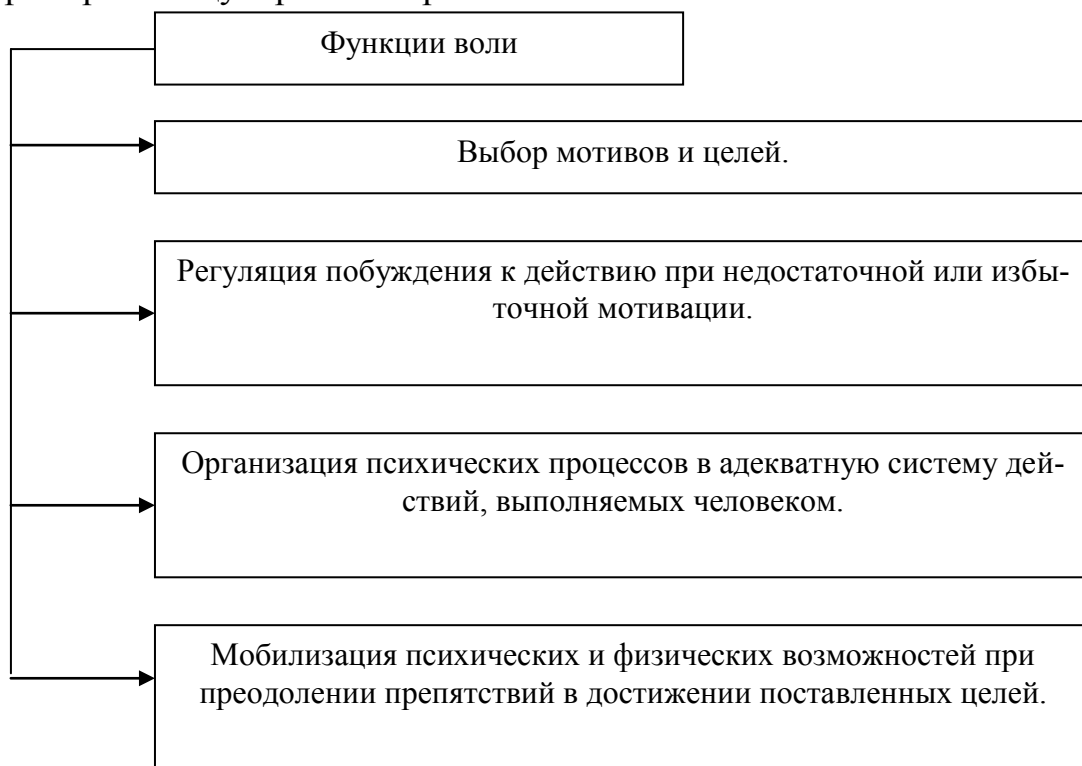 Функции воли
Выбор мотивов и целей.
Регуляция побуждения к действию при недостаточной или избы-
точной мотивации.
Организация психических процессов в адекватную систему дей-
ствий, выполняемых человеком.
Мобилизация психических и физических возможностей при
преодолении препятствий в достижении поставленных целей.